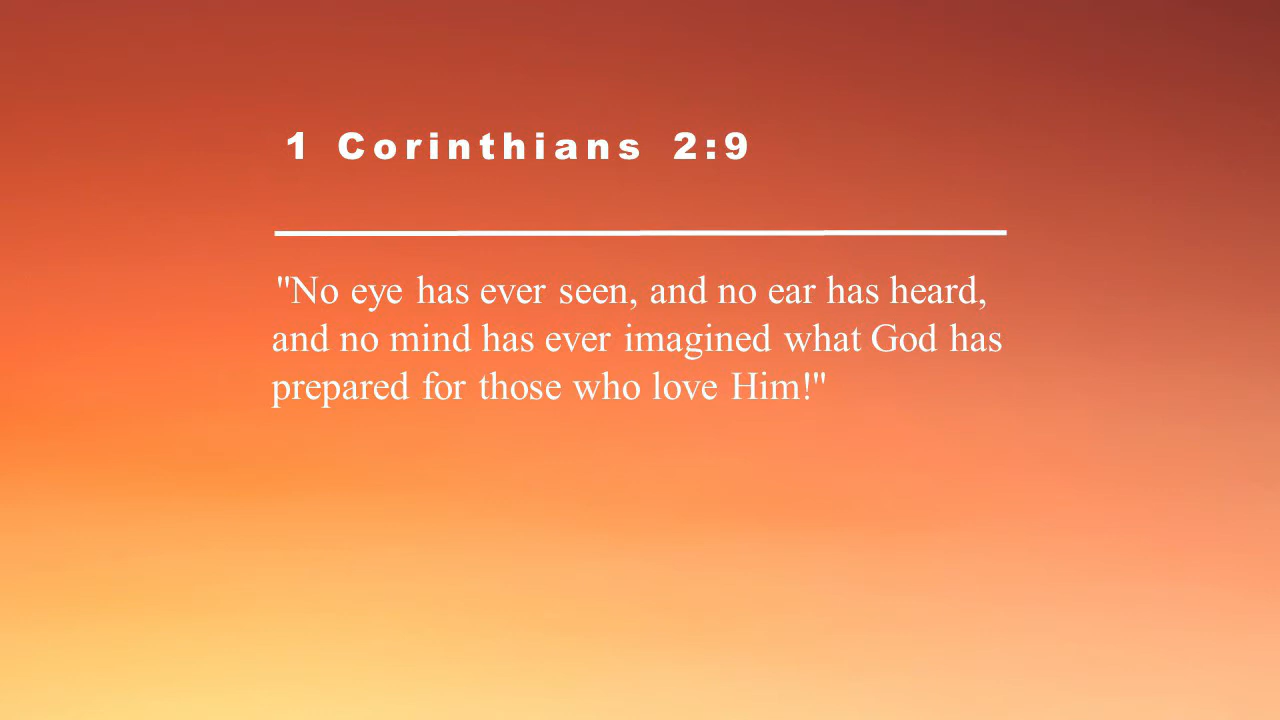 1 Corinthians 2:9
"No eye has ever seen, and no ear has heard,
and no mind has ever imagined what God has
prepared for those who love Him!"